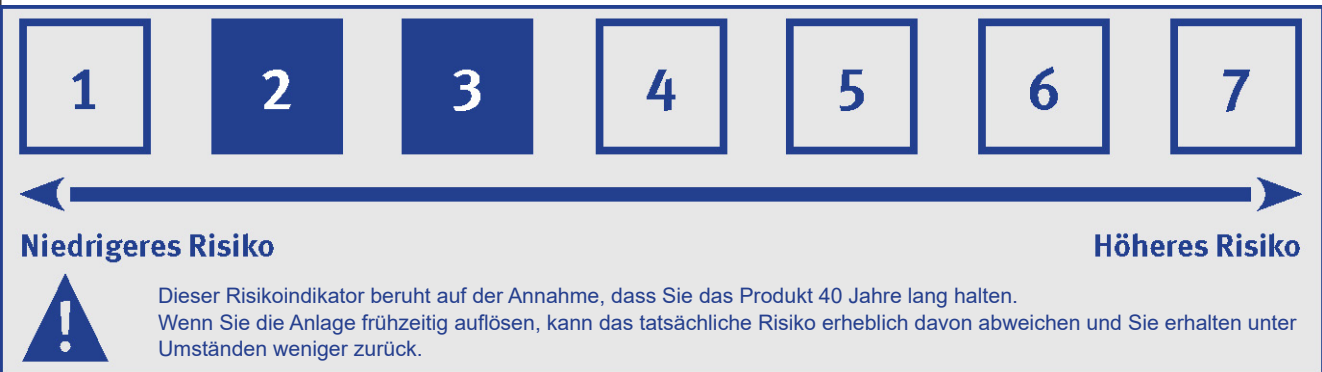 1 2 3 4 5 6 7
Niedrigeres Risiko Höheres Risiko
!
Dieser Risikoindikator beruht auf der Annahme, dass Sie das Produkt 40 Jahre lang halten.
Wenn Sie die Anlage frühzeitig auflösen, kann das tatsächliche Risiko erheblich davon abweichen und Sie erhalten unter
Umständen weniger zurück.